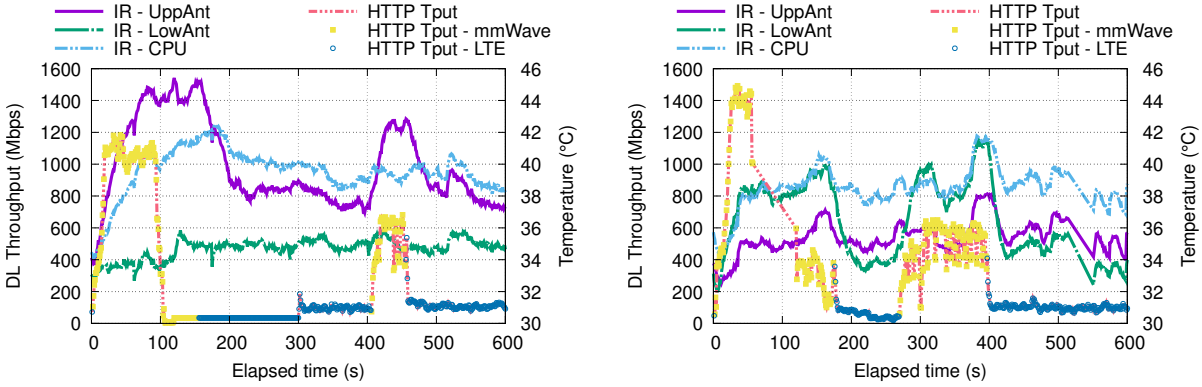 IR - UppAnt
IR - LowAnt
IR - CPU
HTTP Tput
HTTP Tput - mmWave
HTTP Tput - LTE
DL Throughput (Mbps)
1600
1400
1200
1000
800
600
400
200
0
46
44
42
40
38
36
34
32
30
Temperature (°C)
0 100 200 300 400 500 600
Elapsed time (s)
IR - UppAnt
IR - LowAnt
IR - CPU
HTTP Tput
HTTP Tput - mmWave
HTTP Tput - LTE
DL Throughput (Mbps)
1600
1400
1200
1000
800
600
400
200
0
46
44
42
40
38
36
34
32
30
Temperature (°C)
0 100 200 300 400 500 600
Elapsed time (s)